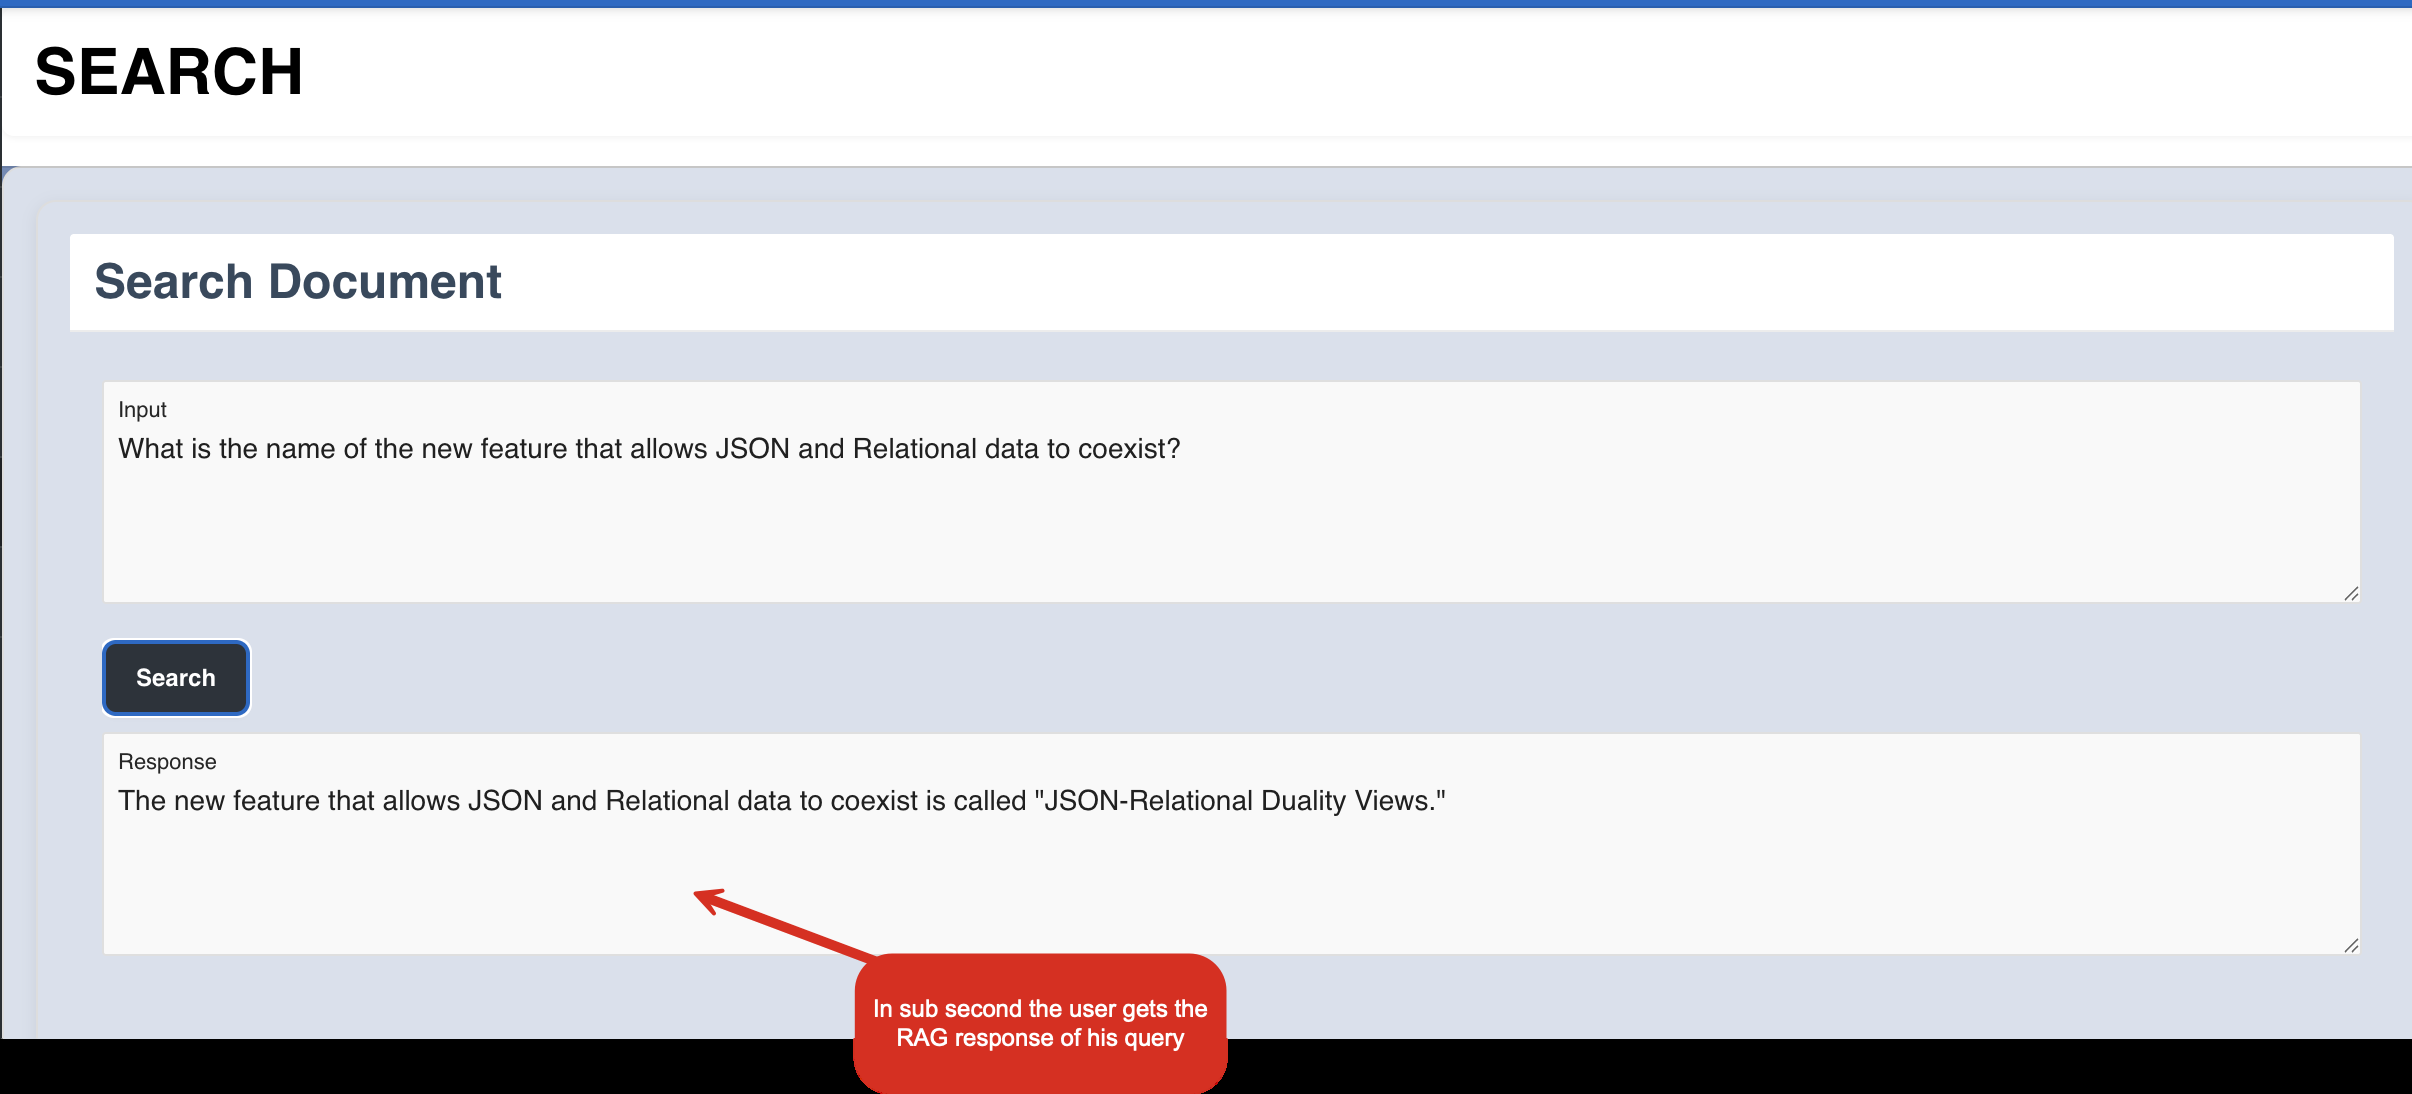 SEARCH
Search Document
Input
What is the name of the new feature that allows JSON and Relational data to coexist?
Search
Response
The new feature that allows JSON and Relational data to coexist is called "JSON-Relational Duality Views."
In sub second the user gets the
RAG response of his query